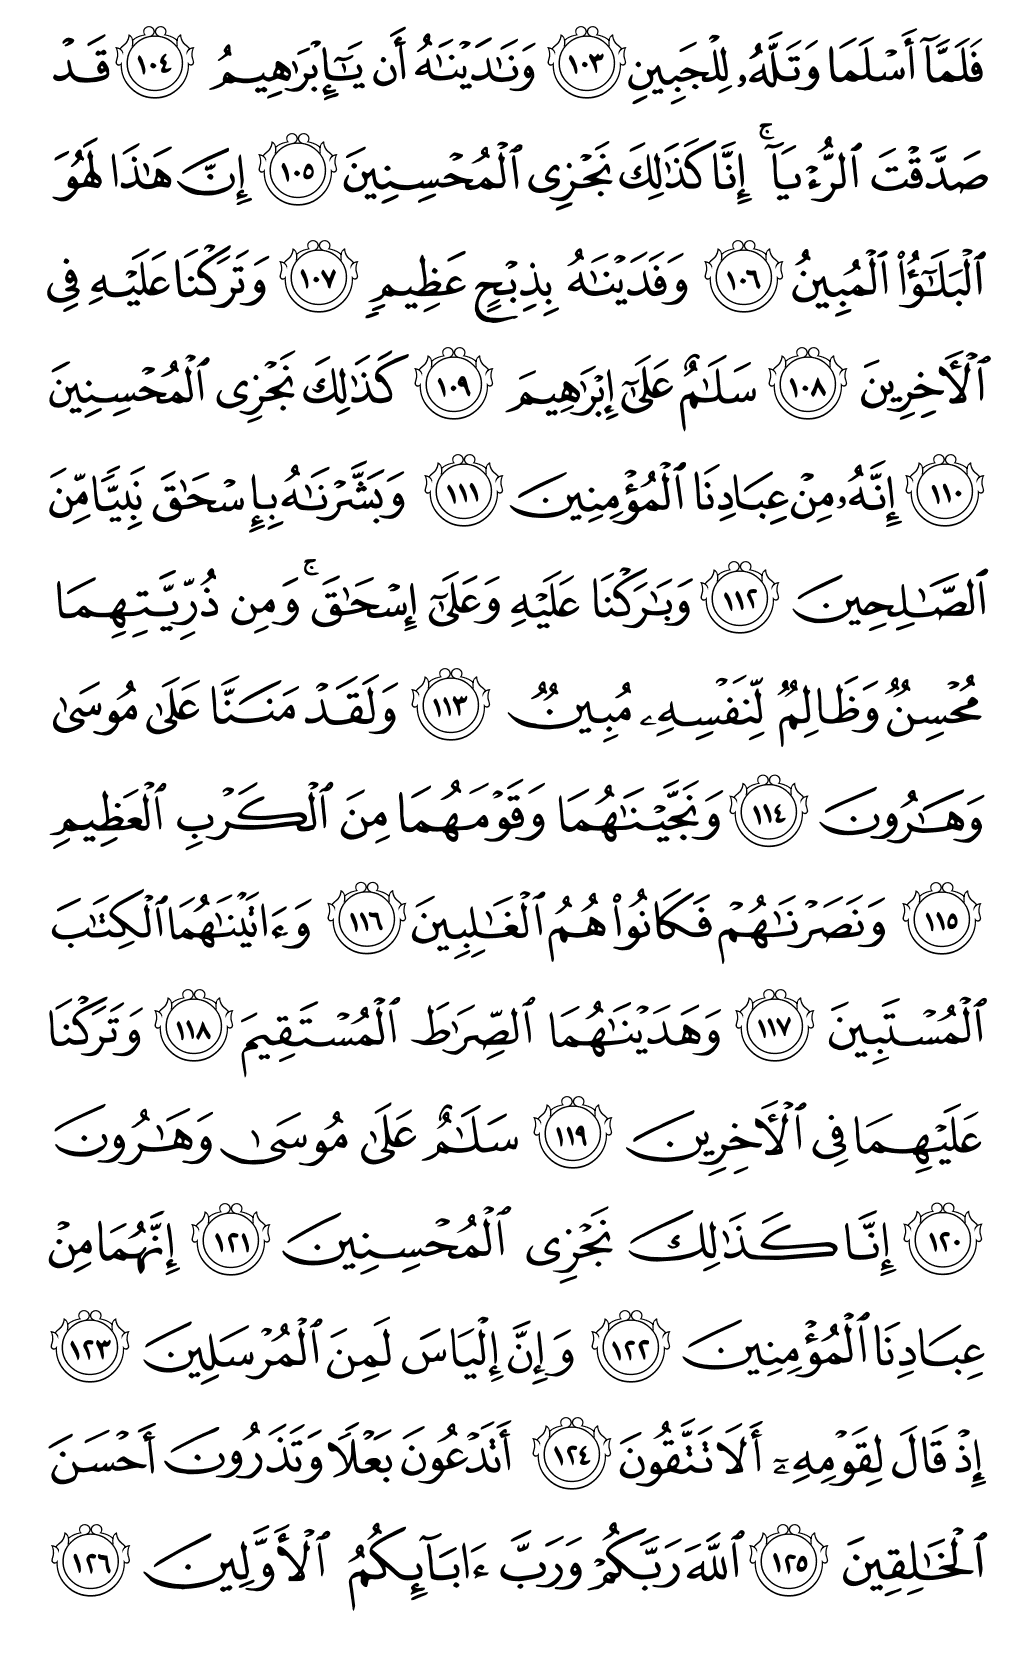 فَلَمَّآ أَسۡلَمَا وَتَلَّهُۥ لِلۡجَبِينِ ١٠٣ وَنَٰدَيۡنَٰهُ أَن يَٰٓإِبۡرَٰهِيمُ ١٠٤ قَدۡ
صَدَّقۡتَ ٱلرُّءۡيَآۚ إِنَّا كَذَٰلِكَ نَجۡزِي ٱلۡمُحۡسِنِينَ ١٠٥ إِنَّ هَٰذَا لَهُوَ
ٱلۡبَلَٰٓؤُاْ ٱلۡمُبِينُ ١٠٦ وَفَدَيۡنَٰهُ بِذِبۡحٍ عَظِيمٖ ١٠٧ وَتَرَكۡنَا عَلَيۡهِ فِي
ٱلۡأٓخِرِينَ ١٠٨ سَلَٰمٌ عَلَىٰٓ إِبۡرَٰهِيمَ ١٠٩ كَذَٰلِكَ نَجۡزِي ٱلۡمُحۡسِنِينَ
١١٠ إِنَّهُۥ مِنۡ عِبَادِنَا ٱلۡمُؤۡمِنِينَ ١١١ وَبَشَّرۡنَٰهُ بِإِسۡحَٰقَ نَبِيّٗا مِّنَ
ٱلصَّٰلِحِينَ ١١٢ وَبَٰرَكۡنَا عَلَيۡهِ وَعَلَىٰٓ إِسۡحَٰقَۚ وَمِن ذُرِّيَّتِهِمَا
مُحۡسِنٞ وَظَالِمٞ لِّنَفۡسِهِۦ مُبِينٞ ١١٣ وَلَقَدۡ مَنَنَّا عَلَىٰ مُوسَىٰ
وَهَٰرُونَ ١١٤ وَنَجَّيۡنَٰهُمَا وَقَوۡمَهُمَا مِنَ ٱلۡكَرۡبِ ٱلۡعَظِيمِ
١١٥ وَنَصَرۡنَٰهُمۡ فَكَانُواْ هُمُ ٱلۡغَٰلِبِينَ ١١٦ وَءَاتَيۡنَٰهُمَا ٱلۡكِتَٰبَ
ٱلۡمُسۡتَبِينَ ١١٧ وَهَدَيۡنَٰهُمَا ٱلصِّرَٰطَ ٱلۡمُسۡتَقِيمَ ١١٨ وَتَرَكۡنَا
عَلَيۡهِمَا فِي ٱلۡأٓخِرِينَ ١١٩ سَلَٰمٌ عَلَىٰ مُوسَىٰ وَهَٰرُونَ
١٢٠ إِنَّا كَذَٰلِكَ نَجۡزِي ٱلۡمُحۡسِنِينَ ١٢١ إِنَّهُمَا مِنۡ
عِبَادِنَا ٱلۡمُؤۡمِنِينَ ١٢٢ وَإِنَّ إِلۡيَاسَ لَمِنَ ٱلۡمُرۡسَلِينَ ١٢٣
إِذۡ قَالَ لِقَوۡمِهِۦٓ أَلَا تَتَّقُونَ ١٢٤ أَتَدۡعُونَ بَعۡلٗا وَتَذَرُونَ أَحۡسَنَ
ٱلۡخَٰلِقِينَ ١٢٥ ٱللَّهَ رَبَّكُمۡ وَرَبَّ ءَابَآئِكُمُ ٱلۡأَوَّلِينَ ١٢٦